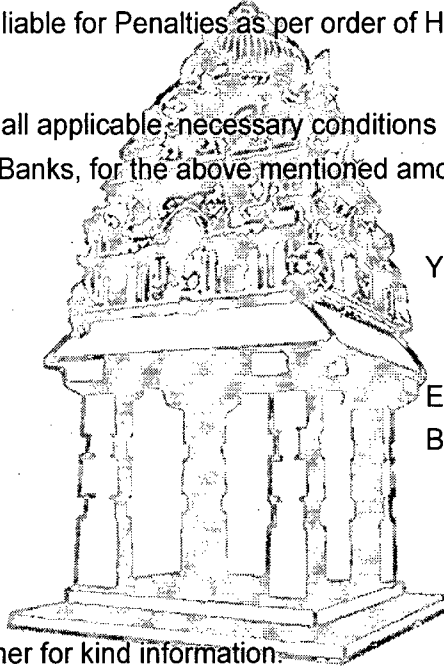 liable for Penalties as per order of H
all applicable necessary conditions
Banks, for the above mentioned amo
Y
E
B
ner for kind information.